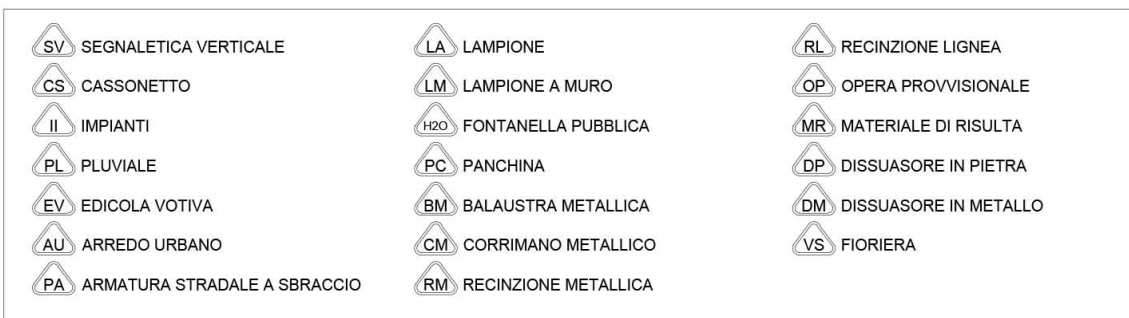 SV SEGNALETICA VERTICALE
CS CASSONETTO
II IMPIANTI
PL PLUVIALE
EV EDICOLA VOTIVA
AU ARREDO URBANO
PA ARMATURA STRADALE A SBRACCIO
LA LAMPIONE
LM LAMPIONE A MURO
H2O FONTANELLA PUBBLICA
PC PANCHINA
BM BALAUSTRA METALLICA
CM CORRIMANO METALLICO
RM RECINZIONE METALLICA
RL RECINZIONE LIGNEA
OP OPERA PROVVISIONALE
MR MATERIALE DI RISULTA
DP DISSUASORE IN PIETRA
DM DISSUASORE IN METALLO
VS FIORIERA